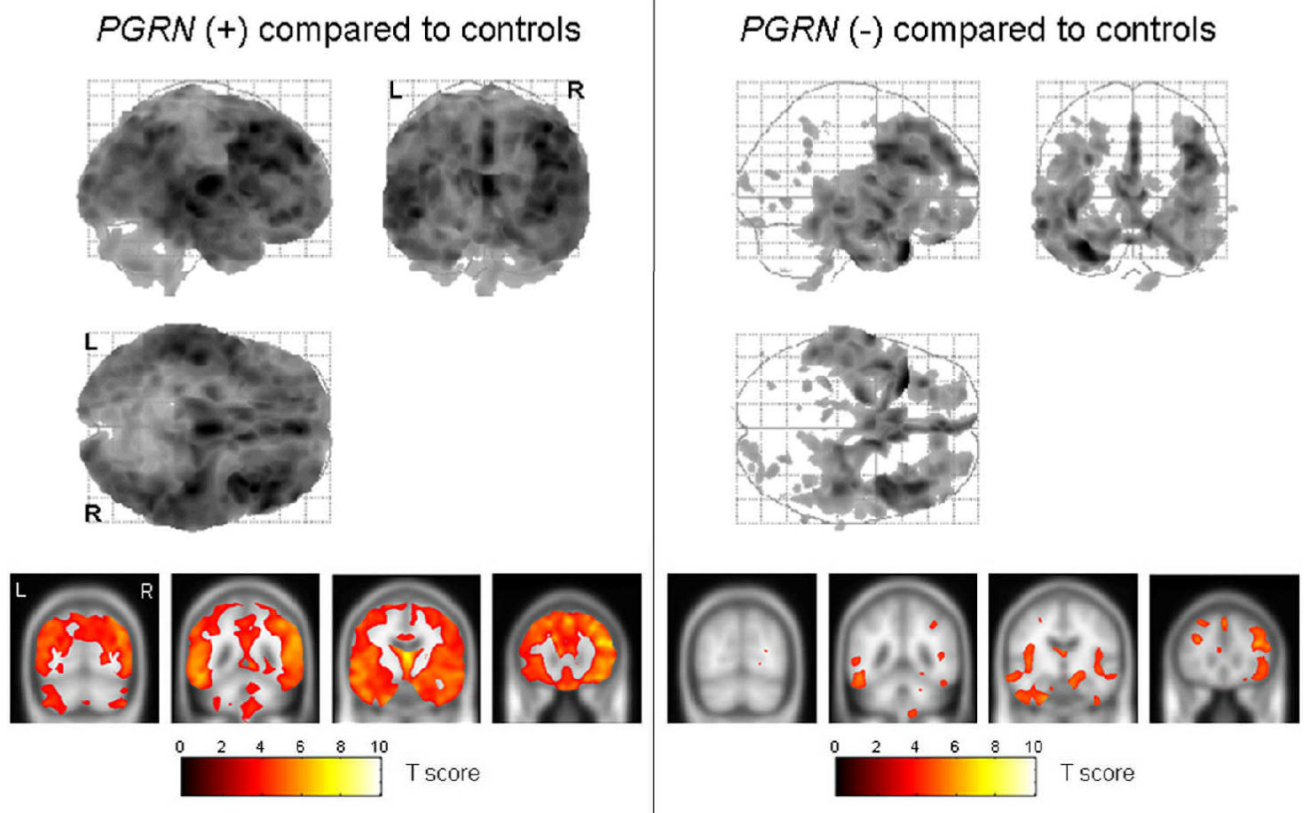 PGRN (+) compared to controls
L R
L
R
L R
0 2 4 6 8 10
T score
PGRN (-) compared to controls
0 2 4 6 8 10
T score